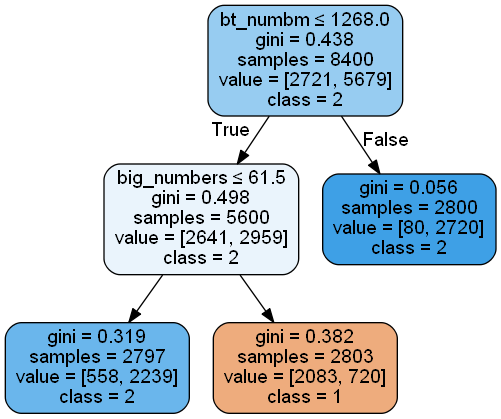 bt_numbm ≤ 1268.0
gini = 0.438
samples = 8400
value = [2721, 5679]
class = 2
True
False
big_numbers ≤ 61.5
gini = 0.498
samples = 5600
value = [2641, 2959]
class = 2
gini = 0.056
samples = 2800
value = [80, 2720]
class = 2
gini = 0.319
samples = 2797
value = [558, 2239]
class = 2
gini = 0.382
samples = 2803
value = [2083, 720]
class = 1